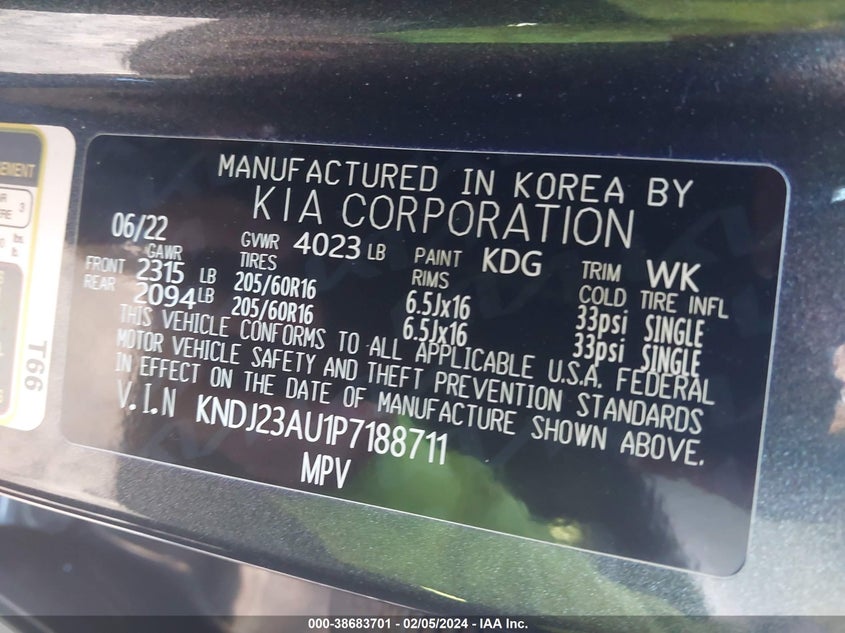 EMENT
3
T66
MANUFACTURED IN KOREA BY
KIA CORPORATION
06/22 GVWR 4023 LB PAINT KDG TRIM WK
GAWR TIRES RIMS COLD TIRE INFL
FRONT 2315 LB 205/60R16 6.5Jx16 33psi SINGLE
REAR 2094 LB 205/60R16 6.5Jx16 33psi SINGLE
THIS VEHICLE CONFORMS TO ALL APPLICABLE U.S.A. FEDERAL
MOTOR VEHICLE SAFETY AND THEFT PREVENTION STANDARDS
IN EFFECT ON THE DATE OF MANUFACTURE SHOWN ABOVE.
V.I.N KNDJ23AU1P7188711
MPV
000-38683701 - 02/05/2024 - IAA Inc.